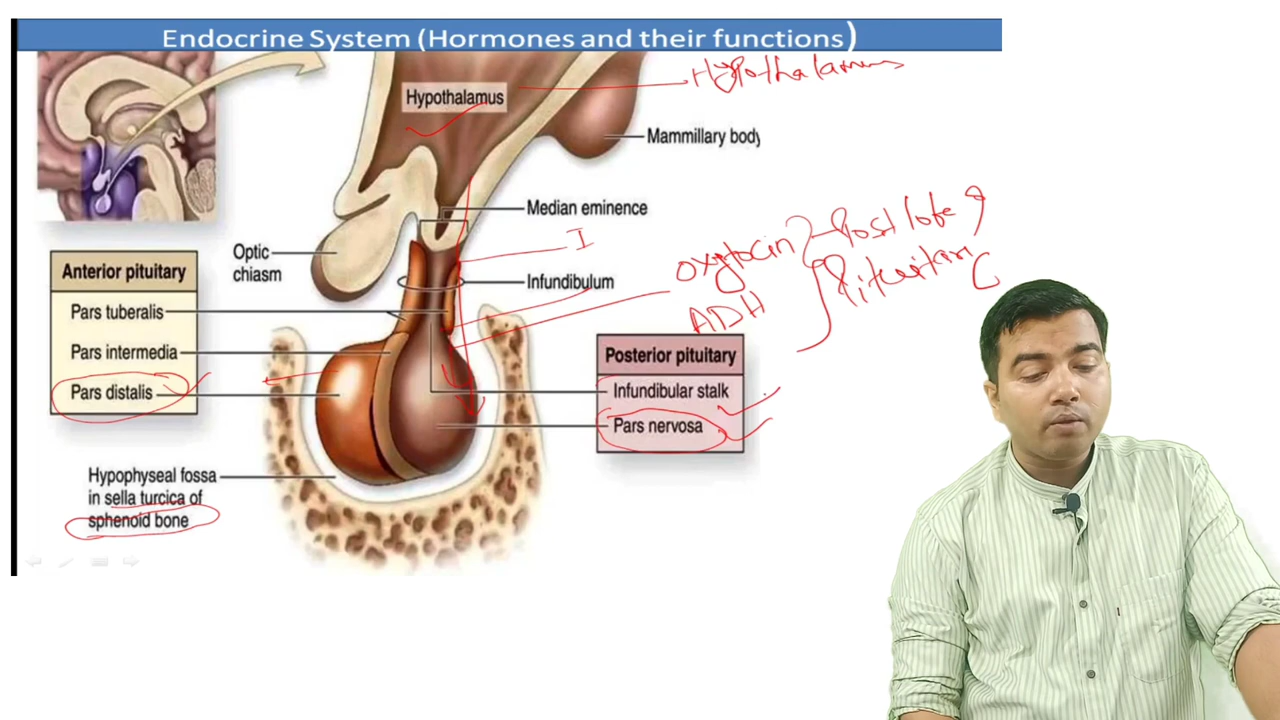 Endocrine System (Hormones and their functions)
Hypothalamus
Hypothalamus
Mammillary body
Median eminence
Optic
chiasm
Infundibulum
I
oxytocin
ADH
Post lobe of
Pituitary
G
Anterior pituitary
Pars tuberalis
Pars intermedia
Pars distalis
Posterior pituitary
Infundibular stalk
Pars nervosa
Hypophyseal fossa
in sella turcica of
sphenoid bone